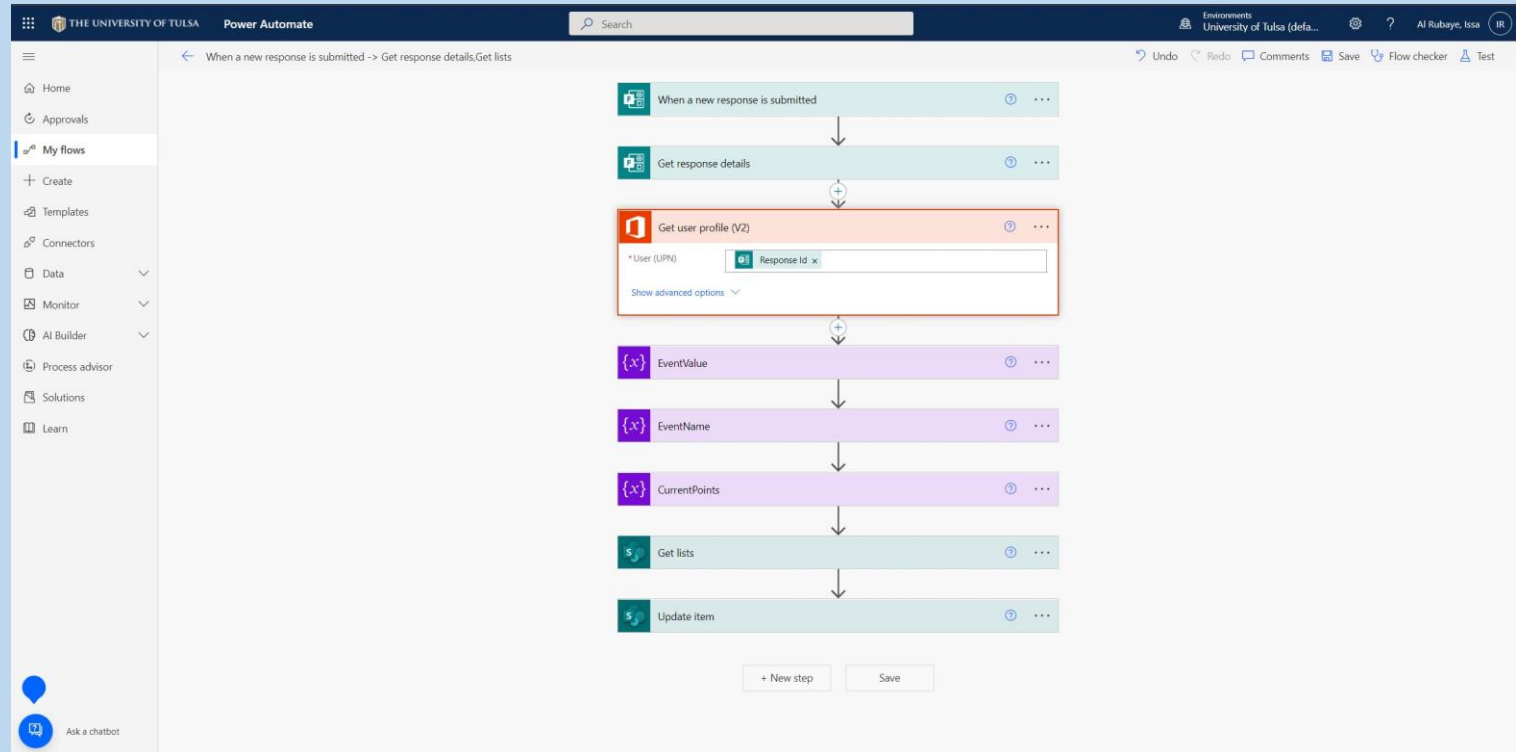 THE UNIVERSITY OF TULSA
Power Automate
Search
Environments
University of Tulsa (defa...
?
Al Rubaye, Issa
IR
When a new response is submitted -> Get response details,Get lists
Undo
Redo
Comments
Save
Flow checker
Test
Home
Approvals
My flows
Create
Templates
Connectors
Data
Monitor
AI Builder
Process advisor
Solutions
Learn
Ask a chatbot
When a new response is submitted
Get response details
Get user profile (V2)
* User (UPN)
Response Id x
Show advanced options
{x} EventValue
{x} EventName
{x} CurrentPoints
S Get lists
S Update item
+ New step
Save